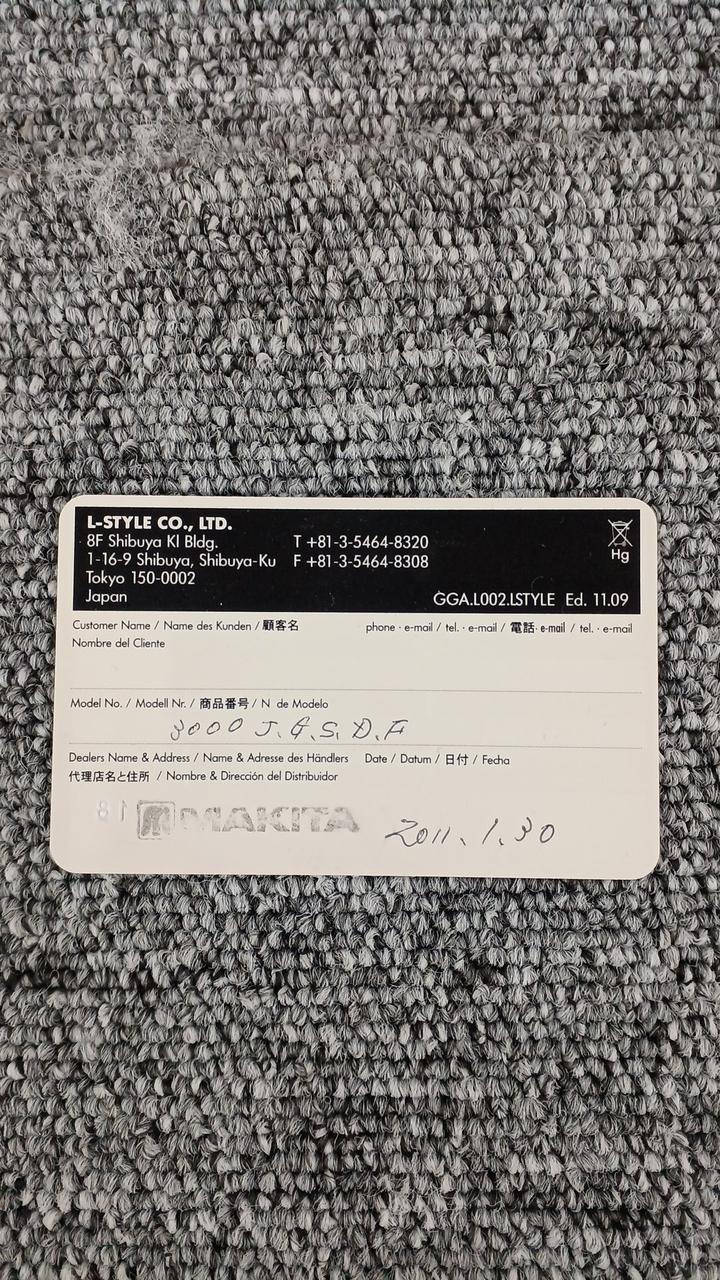 L-STYLE CO., LTD.
8F Shibuya KI Bldg. T +81-3-5464-8320
1-16-9 Shibuya, Shibuya-Ku F +81-3-5464-8308
Tokyo 150-0002
Japan
GGA.L002.LSTYLE Ed. 11.09
Hg
Customer Name / Name des Kunden / 顧客名 phone · e-mail / tel. · e-mail / 電話· e-mail / tel. · e-mail
Nombre del Cliente
Model No. / Modell Nr. / 商品番号 / N de Modelo
3000 J.A.S.D.F
Dealers Name & Address / Name & Adresse des Händlers Date / Datum / 日付 / Fecha
代理店名と住所 / Nombre & Dirección del Distribuidor
MAKITA 2011.1.30